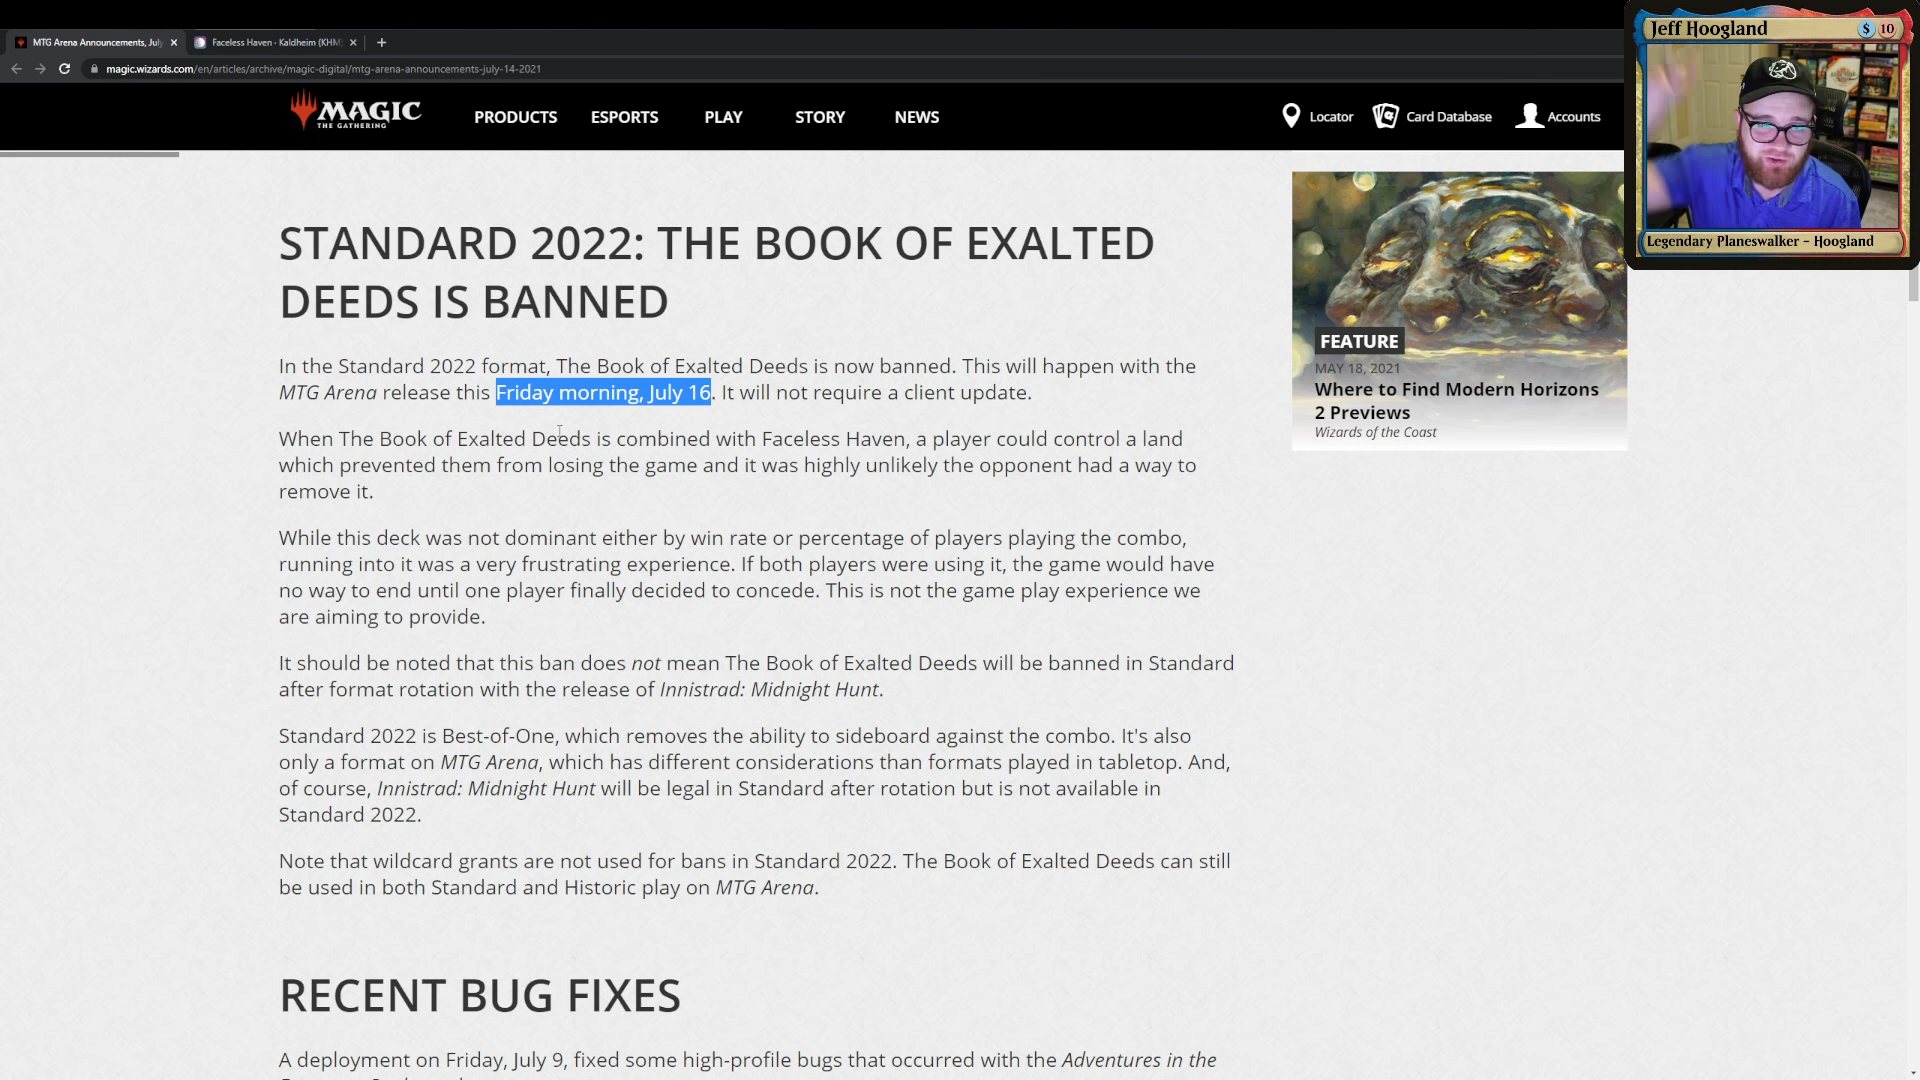 MTG Arena Announcements, July
Faceless Haven · Kaldheim (KHM)
magic.wizards.com/en/articles/archive/magic-digital/mtg-arena-announcements-july-14-2021
MAGIC
THE GATHERING
PRODUCTS
ESPORTS
PLAY
STORY
NEWS
Locator
Card Database
Accounts
Jeff Hoogland
$ 10
Legendary Planeswalker – Hoogland
STANDARD 2022: THE BOOK OF EXALTED
DEEDS IS BANNED
In the Standard 2022 format, The Book of Exalted Deeds is now banned. This will happen with the
MTG Arena release this Friday morning, July 16. It will not require a client update.
When The Book of Exalted Deeds is combined with Faceless Haven, a player could control a land
which prevented them from losing the game and it was highly unlikely the opponent had a way to
remove it.
While this deck was not dominant either by win rate or percentage of players playing the combo,
running into it was a very frustrating experience. If both players were using it, the game would have
no way to end until one player finally decided to concede. This is not the game play experience we
are aiming to provide.
It should be noted that this ban does not mean The Book of Exalted Deeds will be banned in Standard
after format rotation with the release of Innistrad: Midnight Hunt.
Standard 2022 is Best-of-One, which removes the ability to sideboard against the combo. It's also
only a format on MTG Arena, which has different considerations than formats played in tabletop. And,
of course, Innistrad: Midnight Hunt will be legal in Standard after rotation but is not available in
Standard 2022.
Note that wildcard grants are not used for bans in Standard 2022. The Book of Exalted Deeds can still
be used in both Standard and Historic play on MTG Arena.
RECENT BUG FIXES
A deployment on Friday, July 9, fixed some high-profile bugs that occurred with the Adventures in the
FEATURE
MAY 18, 2021
Where to Find Modern Horizons
2 Previews
Wizards of the Coast